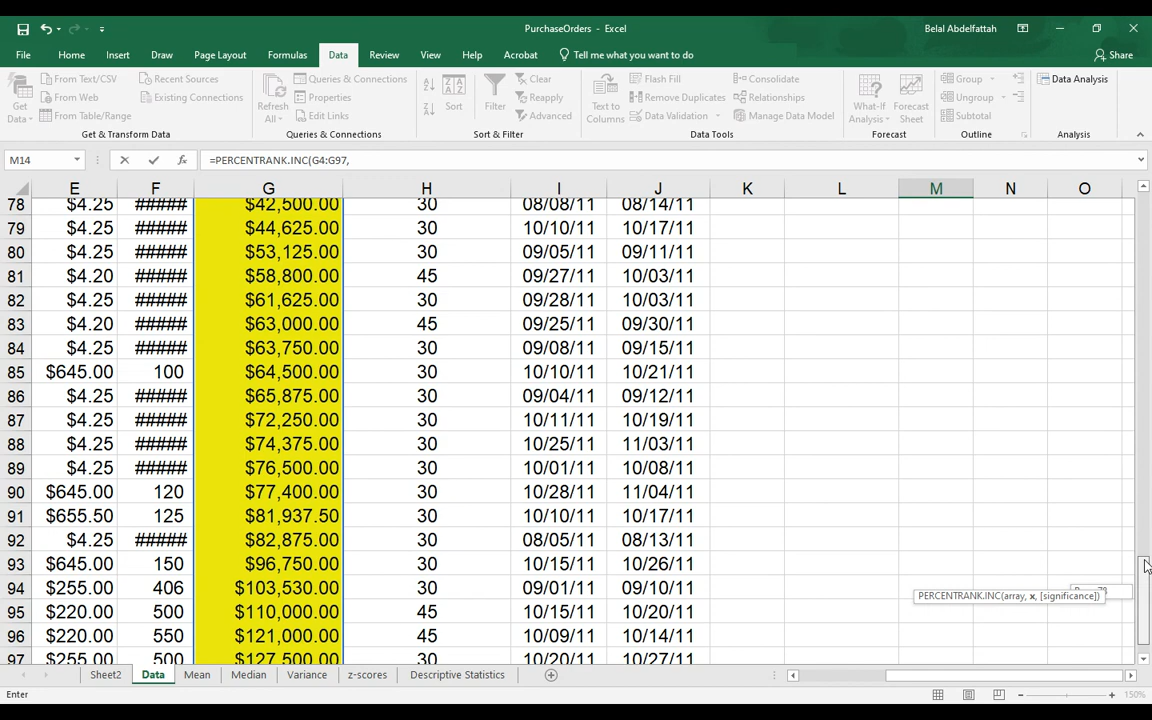 PurchaseOrders - Excel
Belal Abdelfattah
File Home Insert Draw Page Layout Formulas Data Review View Help Acrobat Tell me what you want to do Share
Get Data From Text/CSV Recent Sources
From Web Existing Connections
From Table/Range
Get & Transform Data
Refresh All Queries & Connections
Properties
Edit Links
Queries & Connections
Sort Filter Clear
Reapply
Advanced
Sort & Filter
Text to Columns Flash Fill Consolidate
Remove Duplicates Relationships
Data Validation Manage Data Model
Data Tools
What-If Analysis Forecast Sheet
Forecast
Group
Ungroup
Subtotal
Outline
Data Analysis
Analysis
M14 fx =PERCENTRANK.INC(G4:G97,
E F G H I J K L M N O
78 $4.25 ##### $42,500.00 30 08/08/11 08/14/11
79 $4.25 ##### $44,625.00 30 10/10/11 10/17/11
80 $4.25 ##### $53,125.00 30 09/05/11 09/11/11
81 $4.20 ##### $58,800.00 45 09/27/11 10/03/11
82 $4.25 ##### $61,625.00 30 09/28/11 10/03/11
83 $4.20 ##### $63,000.00 45 09/25/11 09/30/11
84 $4.25 ##### $63,750.00 30 09/08/11 09/15/11
85 $645.00 100 $64,500.00 30 10/10/11 10/21/11
86 $4.25 ##### $65,875.00 30 09/04/11 09/12/11
87 $4.25 ##### $72,250.00 30 10/11/11 10/19/11
88 $4.25 ##### $74,375.00 30 10/25/11 11/03/11
89 $4.25 ##### $76,500.00 30 10/01/11 10/08/11
90 $645.00 120 $77,400.00 30 10/28/11 11/04/11
91 $655.50 125 $81,937.50 30 10/10/11 10/17/11
92 $4.25 ##### $82,875.00 30 08/05/11 08/13/11
93 $645.00 150 $96,750.00 30 10/15/11 10/26/11
94 $255.00 406 $103,530.00 30 09/01/11 09/10/11
PERCENTRANK.INC(array, x, [significance])
95 $220.00 500 $110,000.00 45 10/15/11 10/20/11
96 $220.00 550 $121,000.00 45 10/09/11 10/14/11
97 $255.00 500 $127,500.00 30 10/20/11 10/27/11
Sheet2 Data Mean Median Variance z-scores Descriptive Statistics
Enter 150%